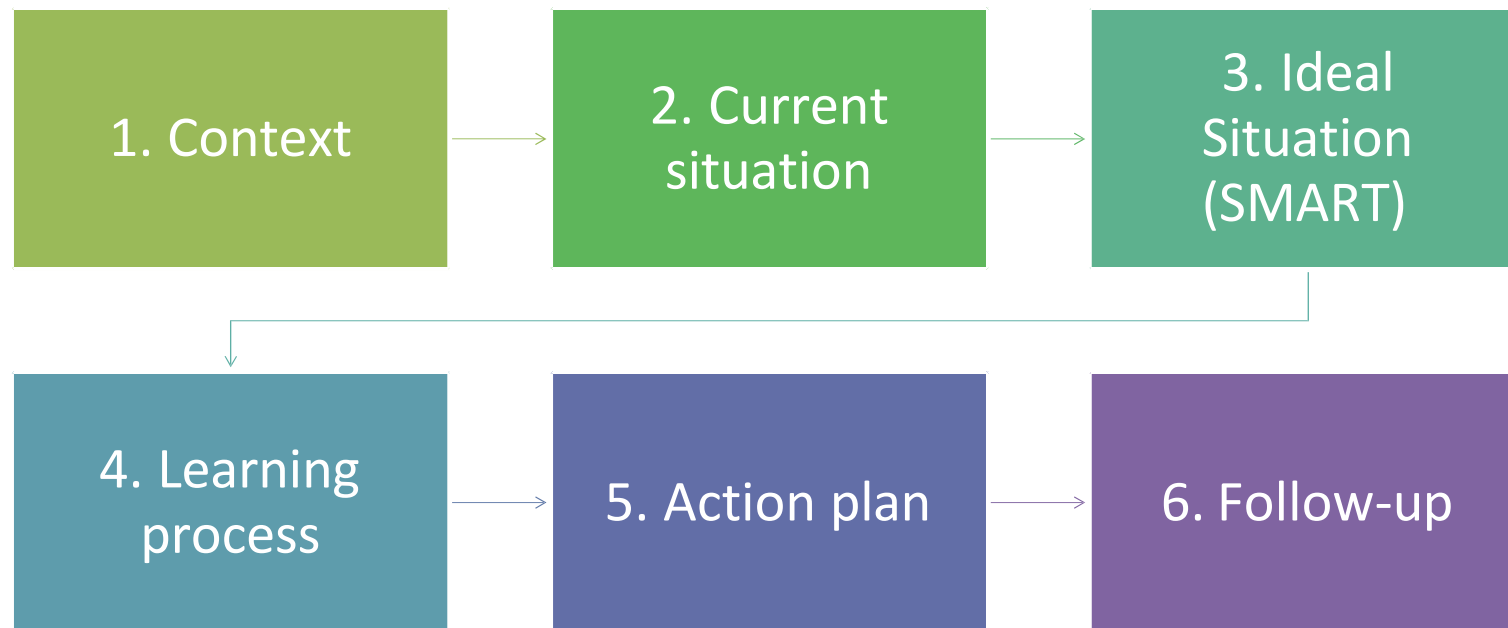 1. Context
2. Current
situation
3. Ideal
Situation
(SMART)
4. Learning
process
5. Action plan
6. Follow-up